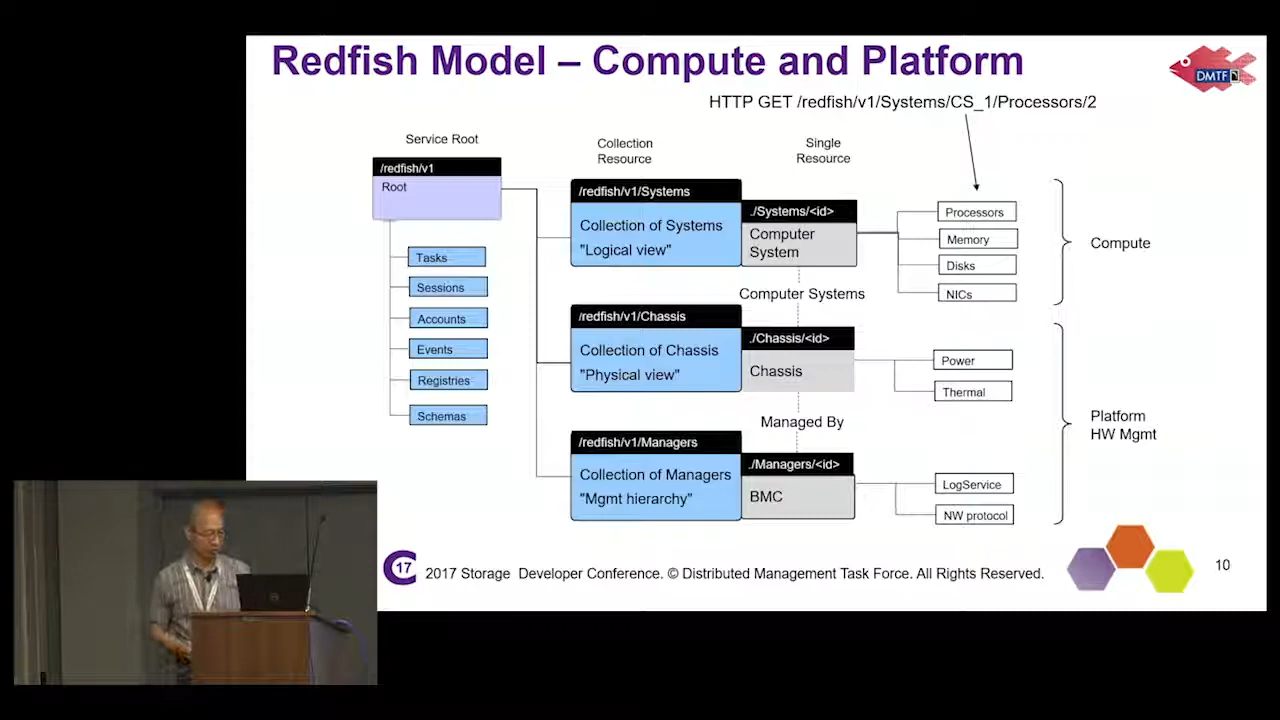 Redfish Model – Compute and Platform
DMTF
HTTP GET /redfish/v1/Systems/CS_1/Processors/2
Service Root
Collection
Resource
Single
Resource
/redfish/v1
Root
Tasks
Sessions
Accounts
Events
Registries
Schemas
/redfish/v1/Systems
Collection of Systems
"Logical view"
./Systems/<id>
Computer
System
Processors
Memory
Disks
NICs
Compute
Computer Systems
/redfish/v1/Chassis
Collection of Chassis
"Physical view"
./Chassis/<id>
Chassis
Power
Thermal
Platform
HW Mgmt
Managed By
/redfish/v1/Managers
Collection of Managers
"Mgmt hierarchy"
./Managers/<id>
BMC
LogService
NW protocol
17
2017 Storage Developer Conference. © Distributed Management Task Force. All Rights Reserved.
10